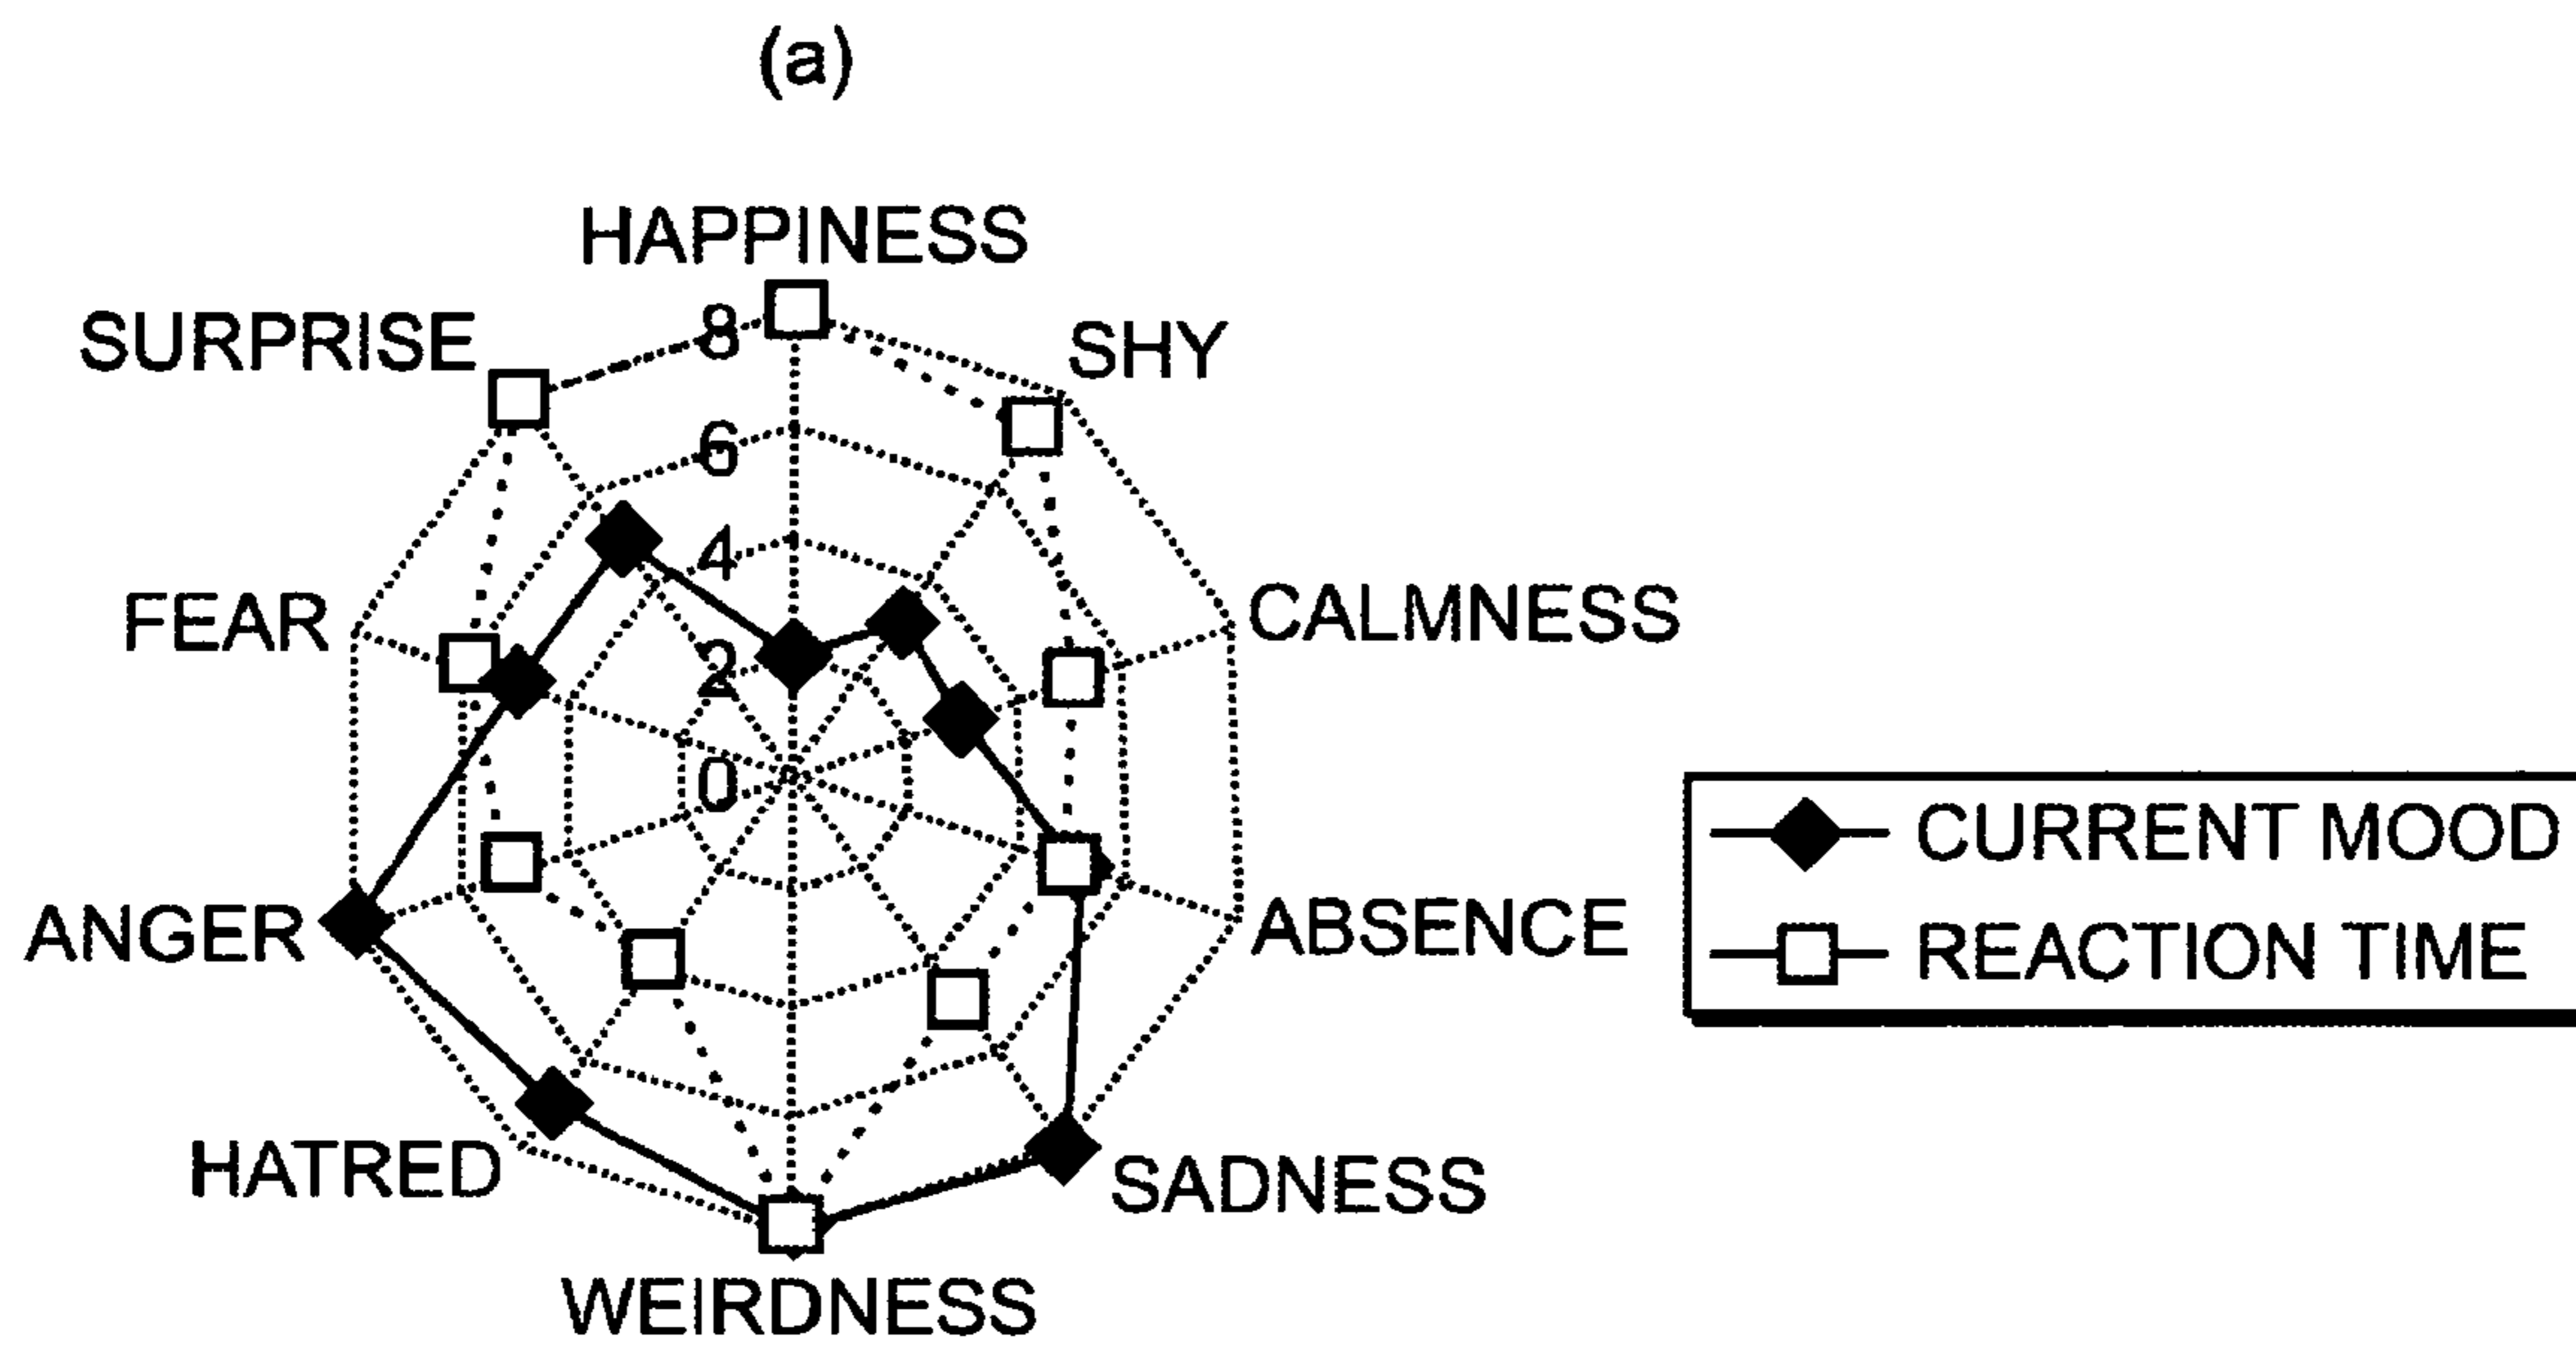 (a)
HAPPINESS
SURPRISE
8
SHY
6
4
FEAR
CALMNESS
2
0
CURRENT MOOD
ANGER
ABSENCE
REACTION TIME
HATRED
SADNESS
WEIRDNESS